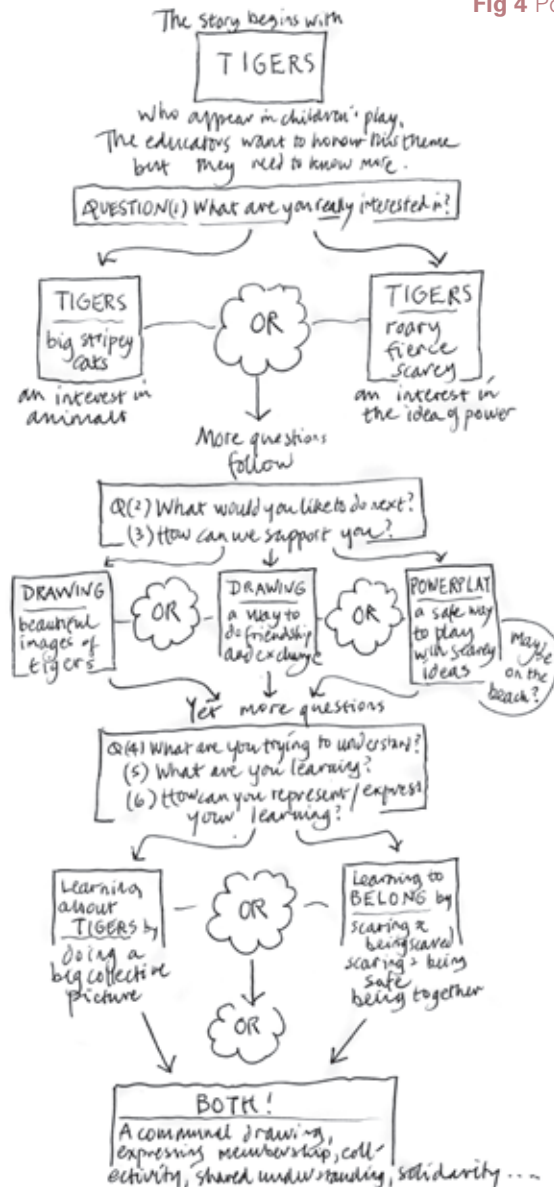 Fig 4 Po
The story begins with
TIGERS
who appear in children's play.
The educators want to honour this theme
but they need to know more.
QUESTION(1) What are you really interested in?
TIGERS
big stripey
cats
an interest in
animals
OR
TIGERS
roary
fierce
scarey
an interest in
the idea of power
More questions
follow
Q(2) What would you like to do next?
(3) How can we support you?
DRAWING
beautiful
images of
tigers
OR
DRAWING
a way to
do friendship
and exchange
OR
POWERPLAY
a safe way
to play
with scarey
ideas
Maybe
on the
beach?
Yet more questions
Q(4) What are you trying to understand?
(5) What are you learning?
(6) How can you represent/express
your learning?
Learning
about
TIGERS by
doing a
big collective
picture
OR
Learning to
BELONG by
scaring &
being scared
scaring & being
safe
being together
OR
BOTH!
A communal drawing,
expressing membership, coll-
ectivity, shared understanding, solidarity ....